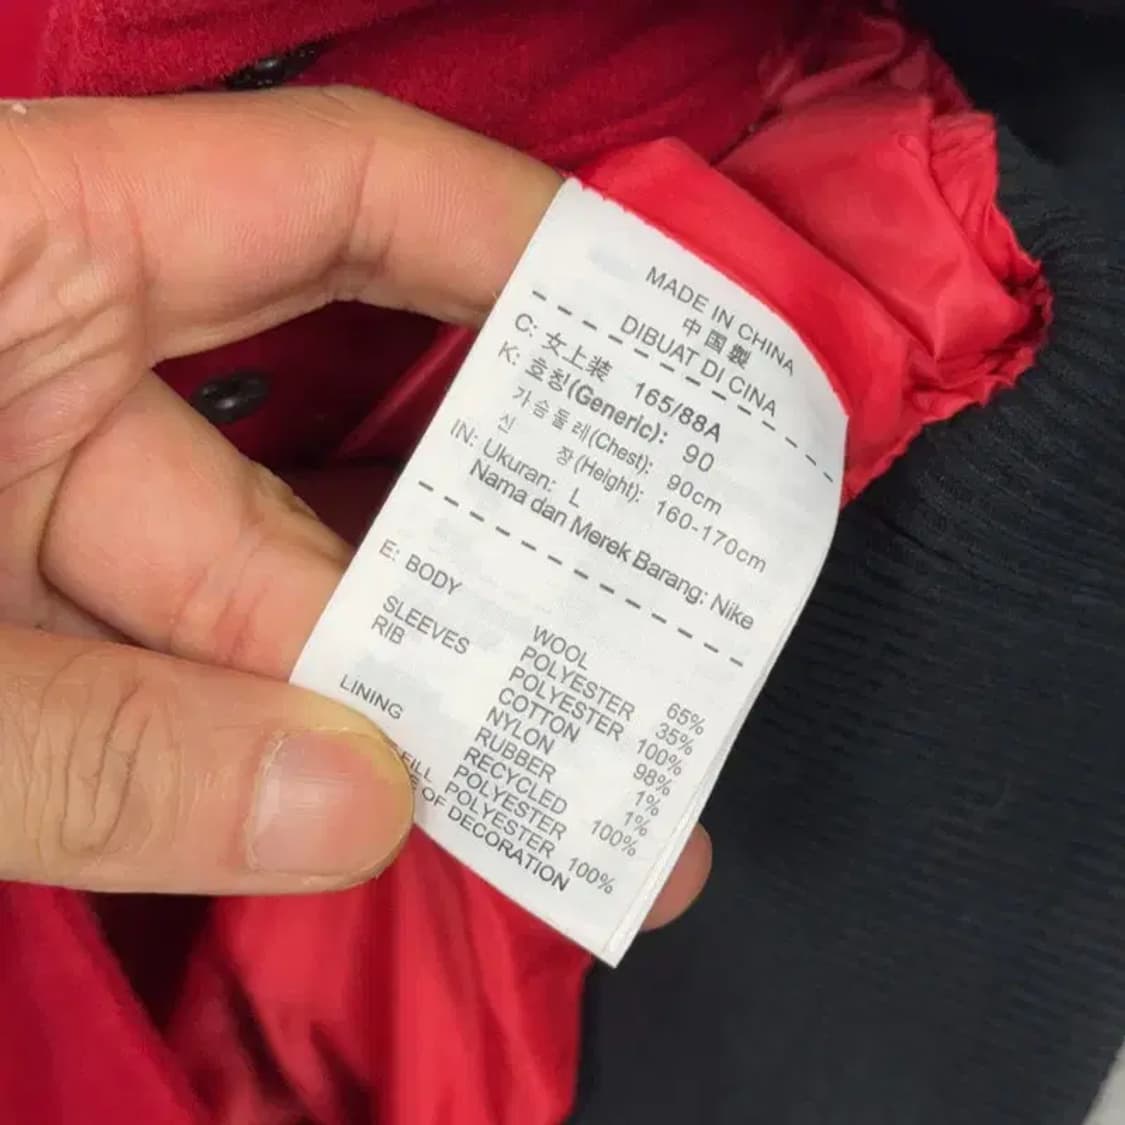 MADE IN CHINA
中国製
DIBUAT DI CINA
C: 女上装 165/88A
K: 호칭(Generic): 90
가슴둘레(Chest): 90cm
신 장(Height): 160-170cm
IN: Ukuran: L
Nama dan Merek Barang: Nike
E: BODY WOOL 65%
POLYESTER 35%
SLEEVES POLYESTER 100%
RIB COTTON 98%
NYLON 1%
RUBBER 1%
LINING RECYCLED
POLYESTER 100%
FILL POLYESTER 100%
OF DECORATION